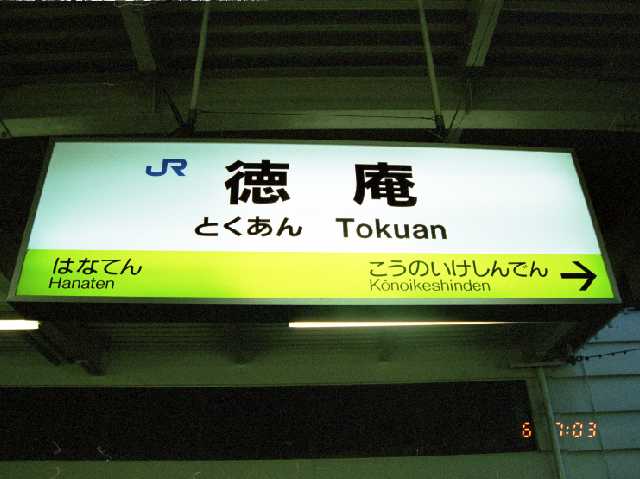 JR 徳庵
とくあん Tokuan
はなてん こうのいけしんでん →
Hanaten Kōnoikeshinden
6 7:03